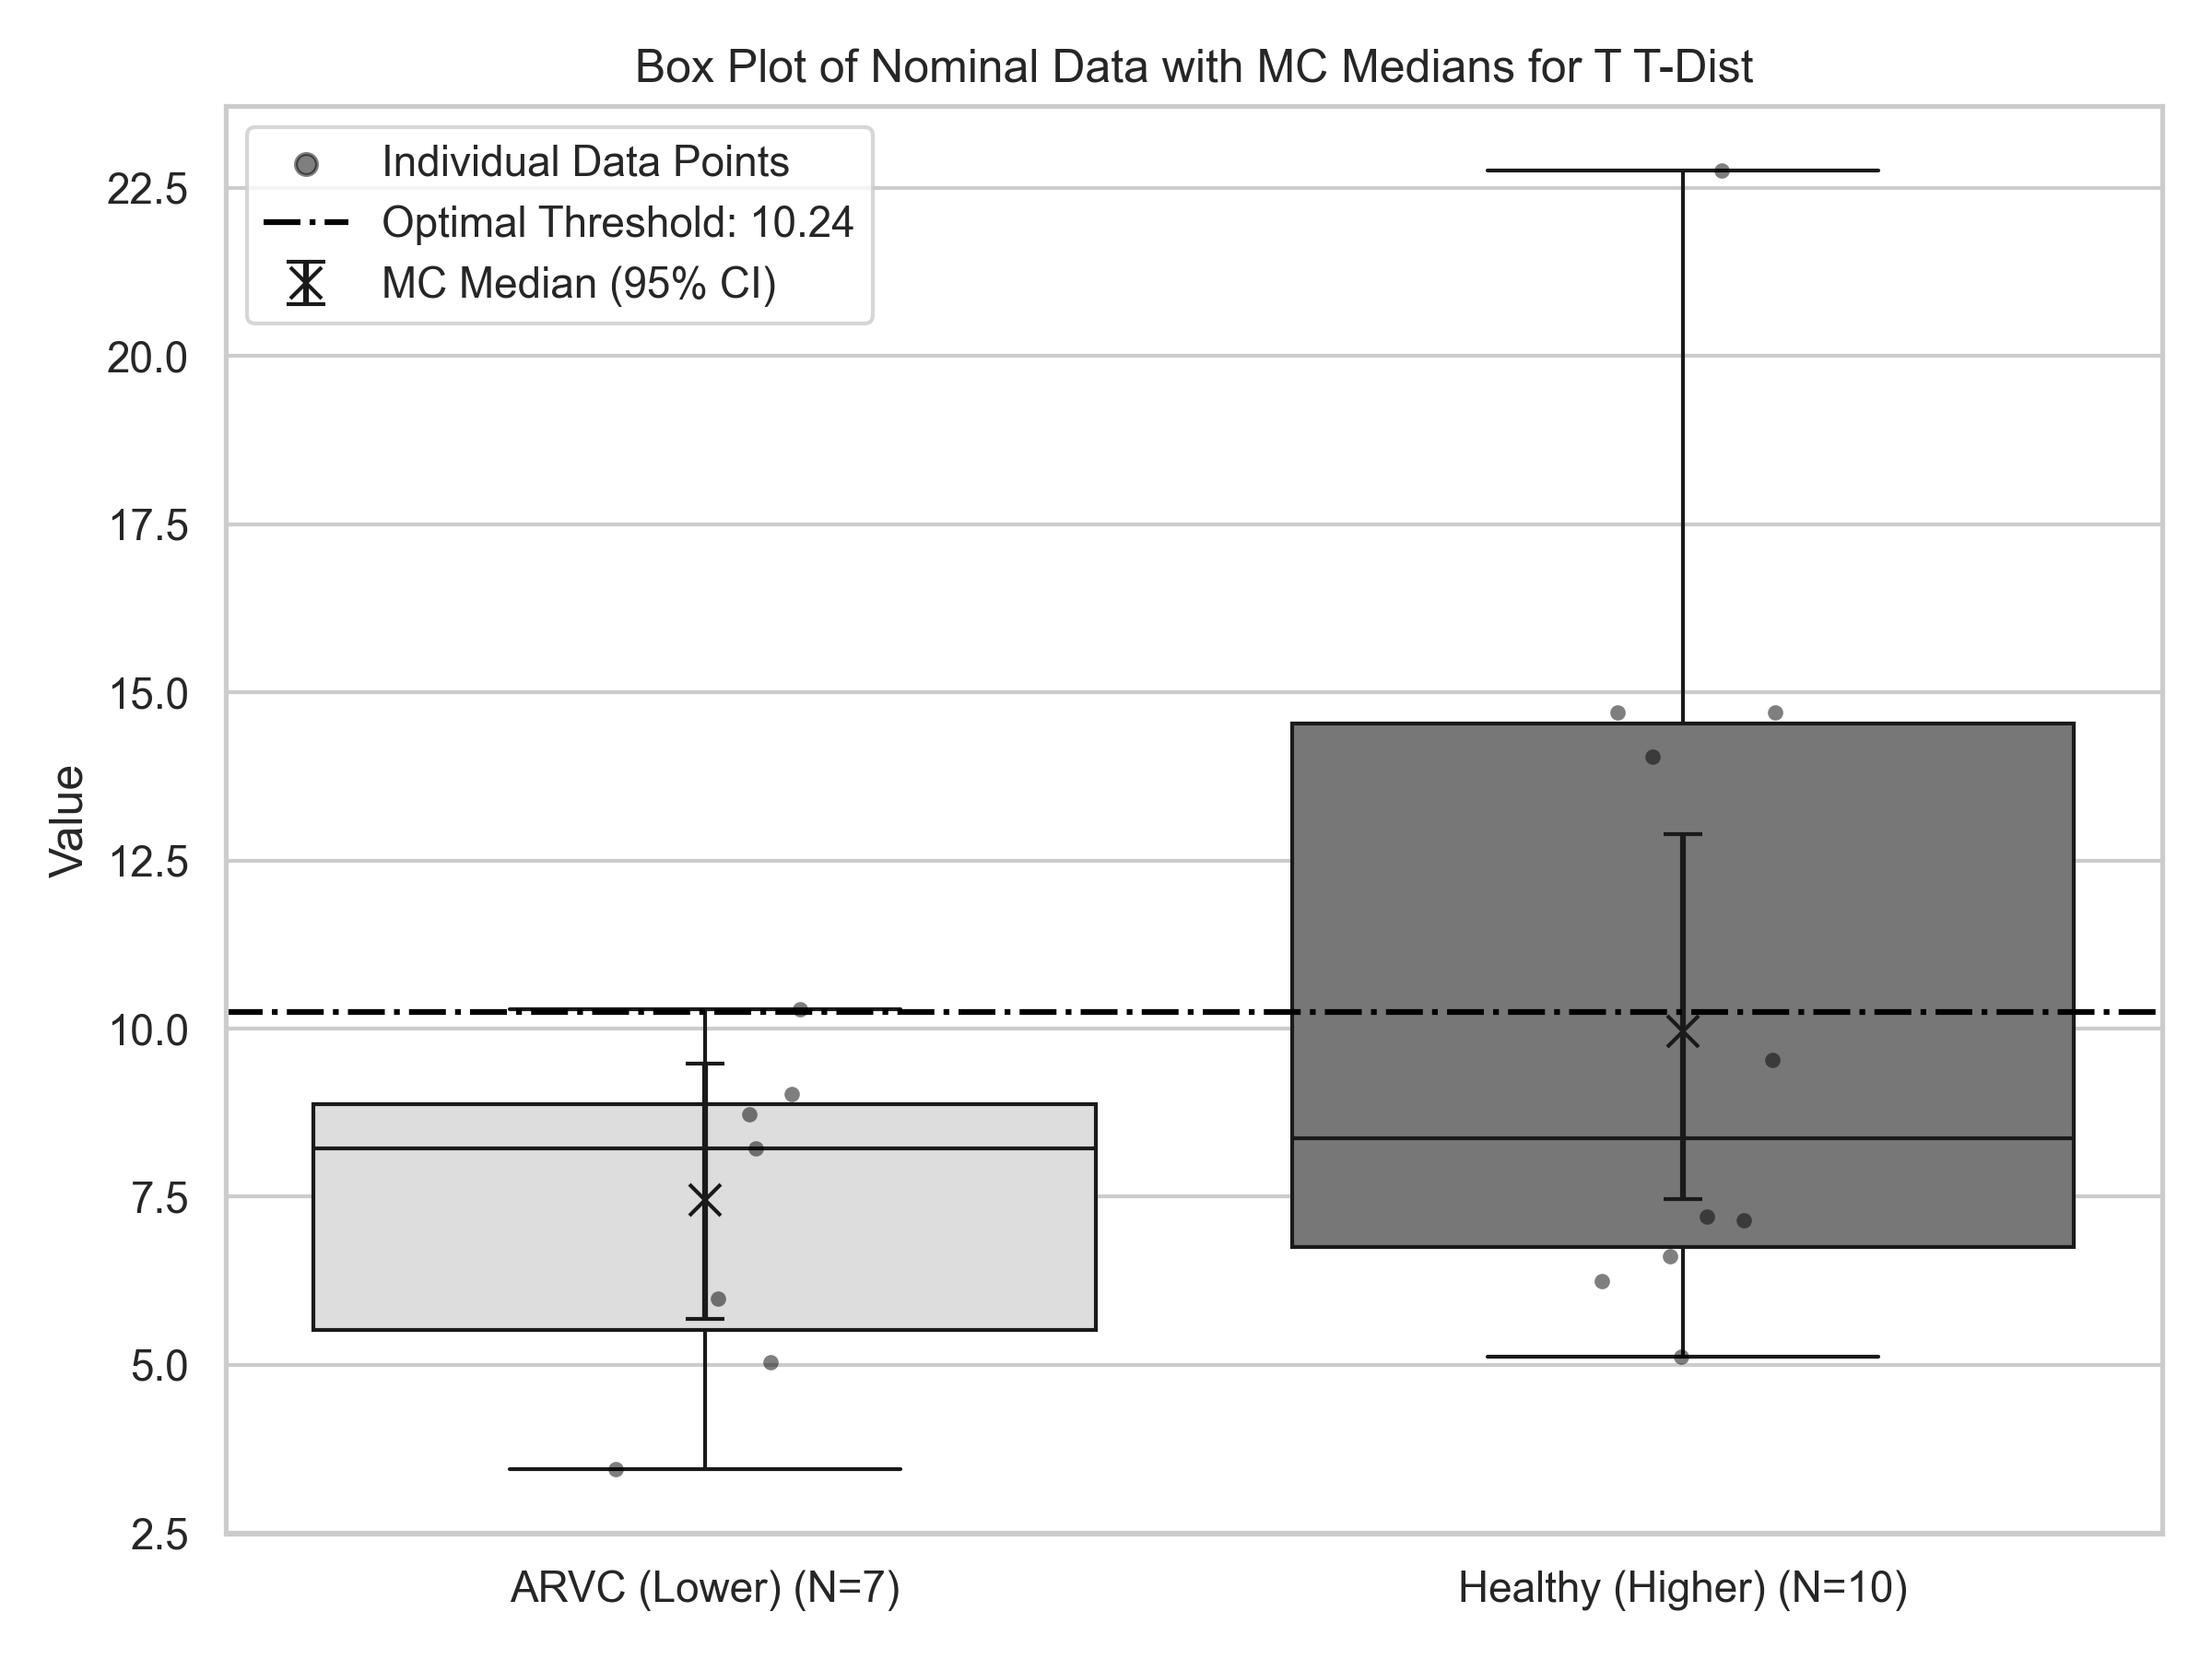 Box Plot of Nominal Data with MC Medians for T T-Dist
Individual Data Points
Optimal Threshold: 10.24
MC Median (95% CI)
22.5
20.0
17.5
15.0
12.5
10.0
7.5
5.0
2.5
Value
ARVC (Lower) (N=7)
Healthy (Higher) (N=10)